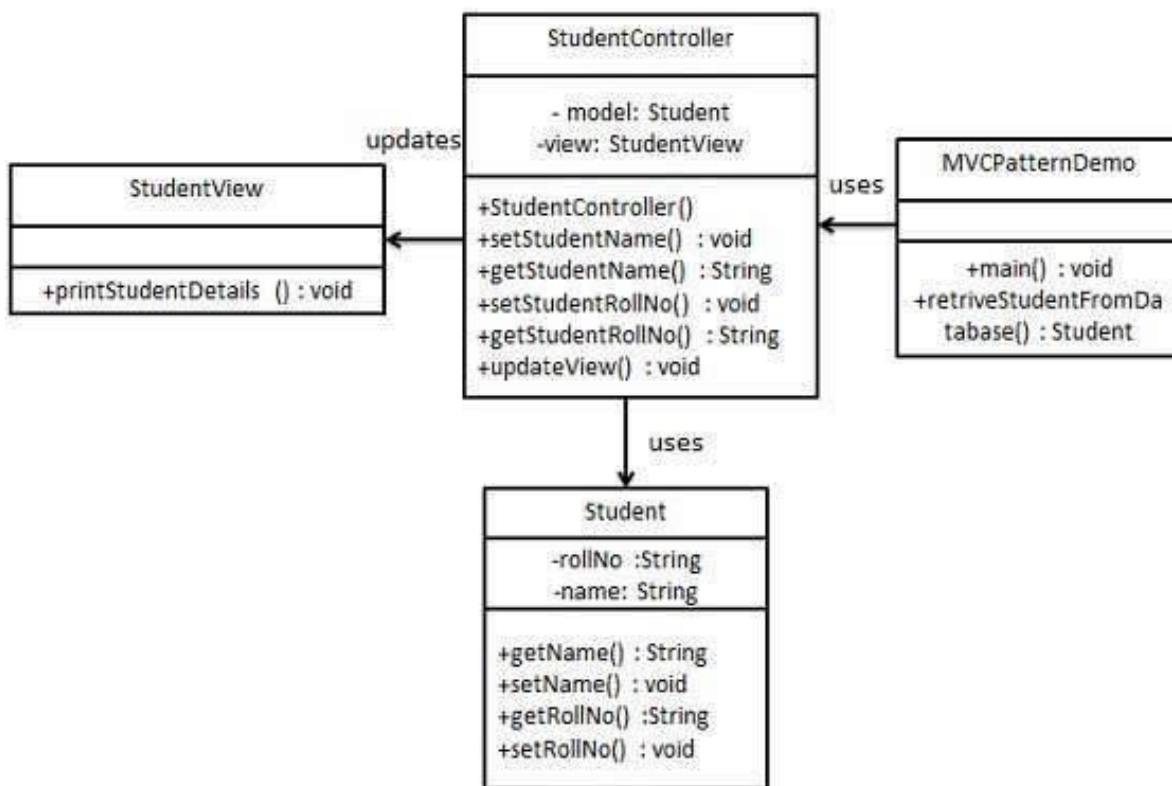 StudentController
- model: Student
-view: StudentView
+StudentController()
+setStudentName() : void
+getStudentName() : String
+setStudentRollNo() : void
+getStudentRollNo() : String
+updateView() : void
updates
StudentView
+printStudentDetails () : void
uses
MVCPatternDemo
+main() : void
+retriveStudentFromDa
tabase() : Student
uses
Student
-rollNo :String
-name: String
+getName() : String
+setName() : void
+getRollNo() :String
+setRollNo() : void